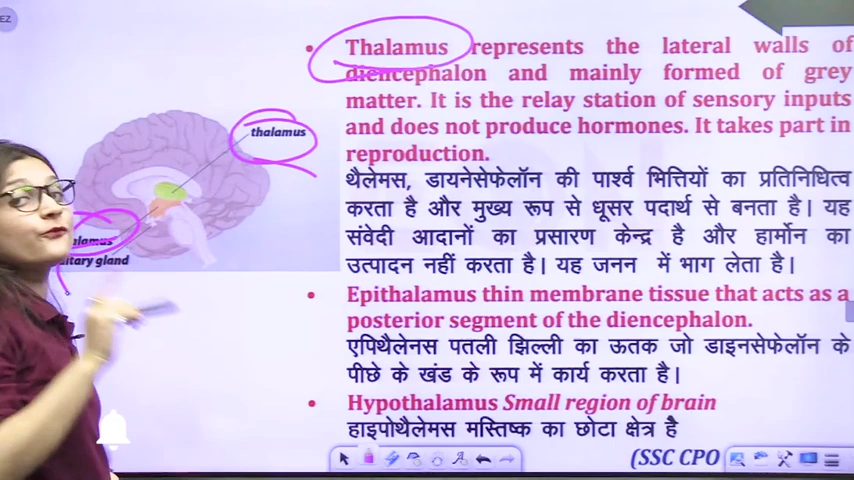 EZ
• Thalamus represents the lateral walls of
diencephalon and mainly formed of grey
matter. It is the relay station of sensory inputs
and does not produce hormones. It takes part in
reproduction.
थैलेमस, डायनेसेफेलॉन की पार्श्व भित्तियों का प्रतिनिधित्व
करता है और मुख्य रूप से धूसर पदार्थ से बनता है। यह
संवेदी आदानों का प्रसारण केन्द्र है और हार्मोन का
उत्पादन नहीं करता है। यह जनन में भाग लेता है।
• Epithalamus thin membrane tissue that acts as a
posterior segment of the diencephalon.
एपिथैलेनस पतली झिल्ली का ऊतक जो डाइनसेफेलॉन के
पीछे के खंड के रूप में कार्य करता है।
• Hypothalamus Small region of brain
हाइपोथैलेमस मस्तिष्क का छोटा क्षेत्र है
(SSC CPO
thalamus
alamus
itary gland